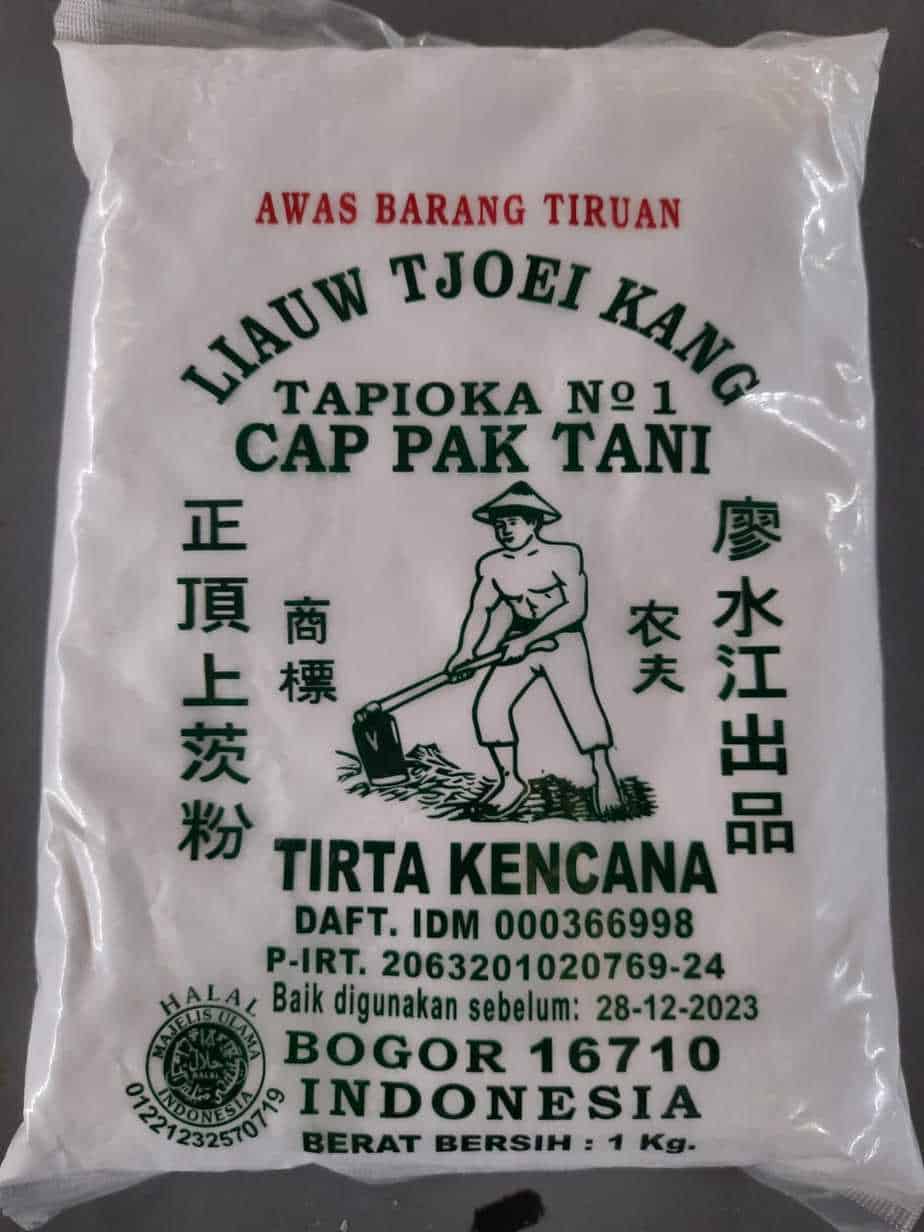 AWAS BARANG TIRUAN
LIAUW TJOEI KANG
TAPIOKA Nº 1
CAP PAK TANI
正頂上茨粉
商標
农夫
廖水江出品
TIRTA KENCANA
DAFT. IDM 000366998
P-IRT. 2063201020769-24
Baik digunakan sebelum: 28-12-2023
HALAL
MAJELIS ULAMA
حلال
HALAL
INDONESIA
01221232570719
BOGOR 16710
INDONESIA
BERAT BERSIH : 1 Kg.